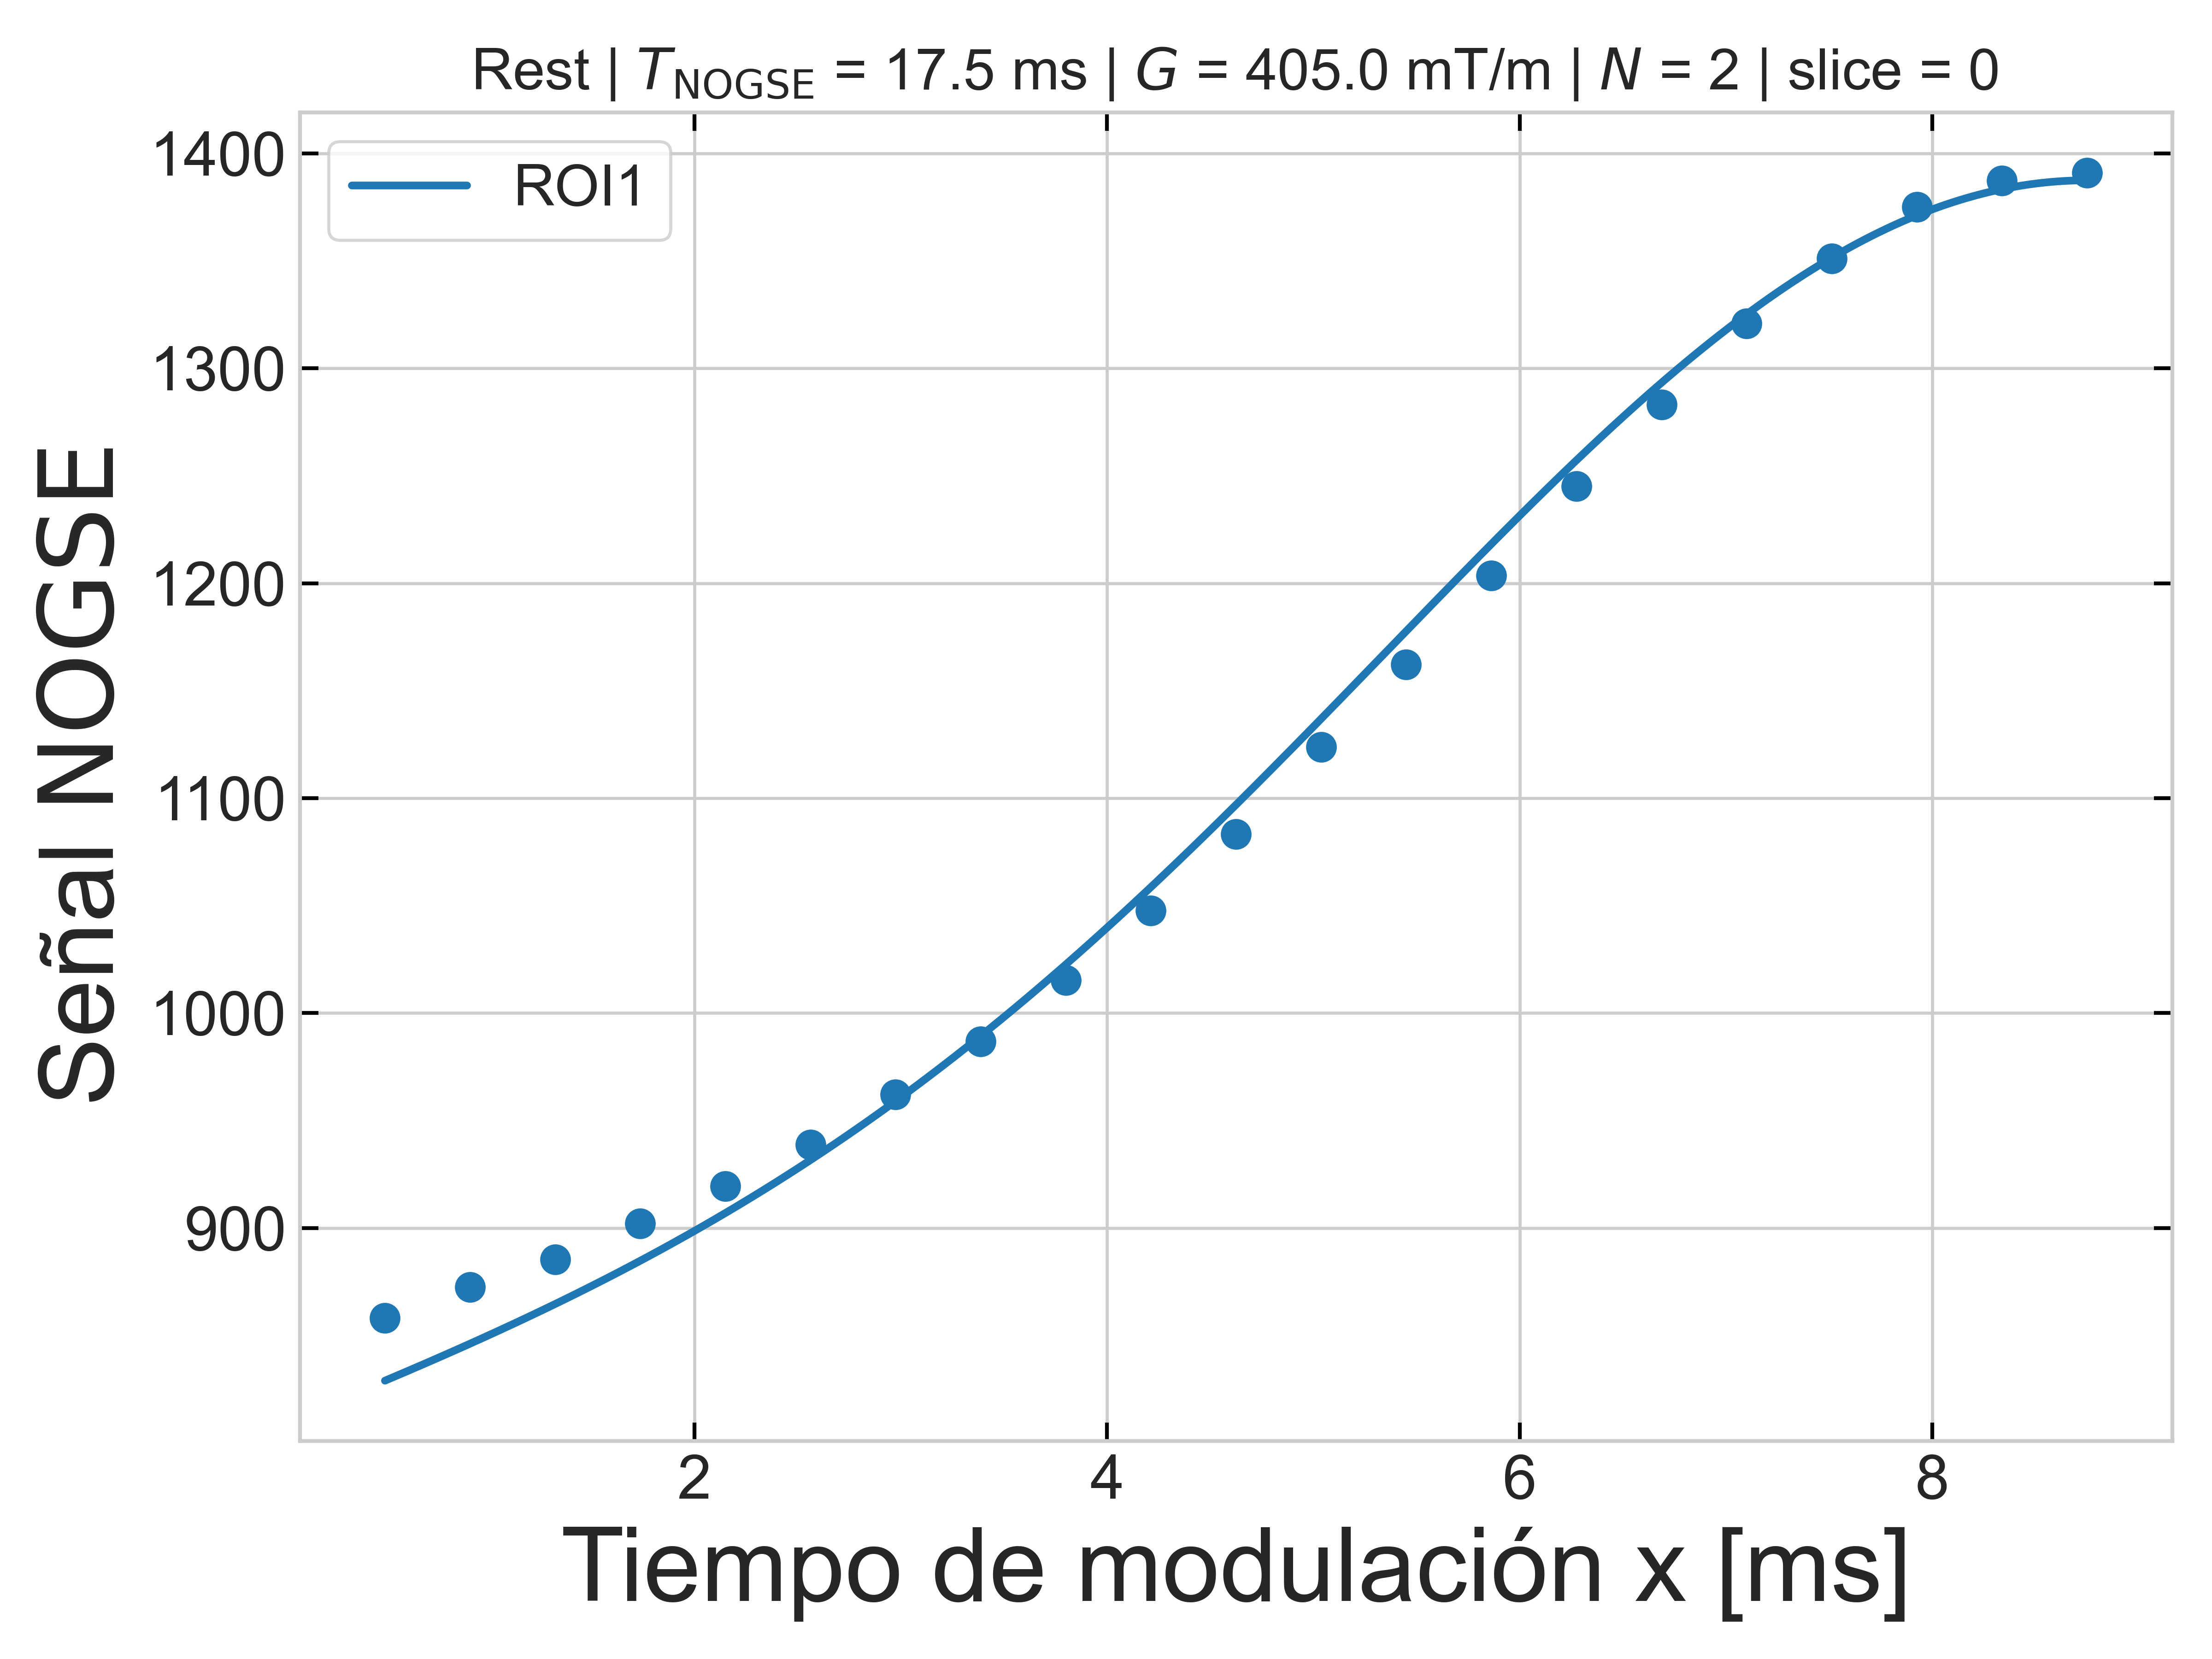 Rest | T_NOGSE = 17.5 ms | G = 405.0 mT/m | N = 2 | slice = 0
ROI1
Señal NOGSE
1400
1300
1200
1100
1000
900
2 4 6 8
Tiempo de modulación x [ms]